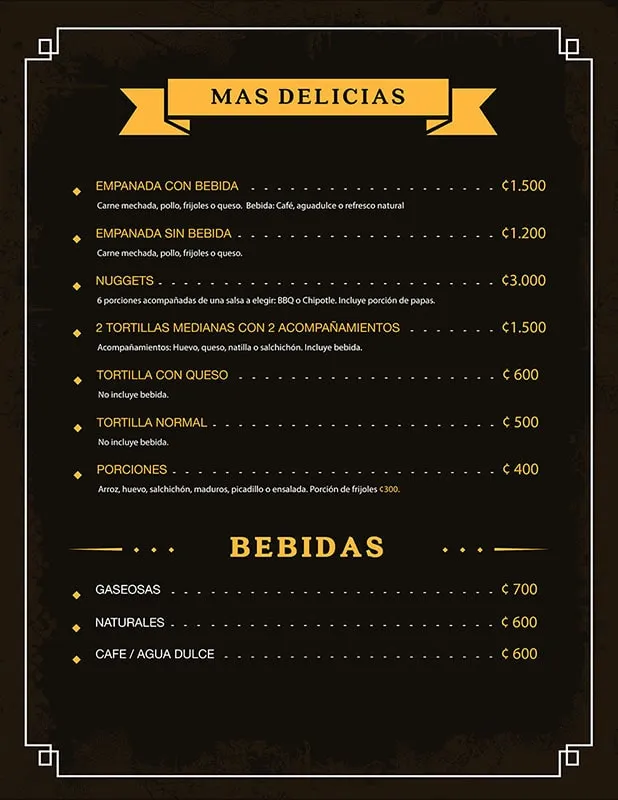 MAS DELICIAS
EMPANADA CON BEBIDA - - - - - - - - - - - - - - - - - - ₵1.500
Carne mechada, pollo, frijoles o queso. Bebida: Café, aguadulce o refresco natural
EMPANADA SIN BEBIDA - - - - - - - - - - - - - - - - - - ₵1.200
Carne mechada, pollo, frijoles o queso.
NUGGETS - - - - - - - - - - - - - - - - - - - - - - - - ₵3.000
6 porciones acompañadas de una salsa a elegir: BBQ o Chipotle. Incluye porción de papas.
2 TORTILLAS MEDIANAS CON 2 ACOMPAÑAMIENTOS - - - - - - ₵1.500
Acompañamientos: Huevo, queso, natilla o salchichón. Incluye bebida.
TORTILLA CON QUESO - - - - - - - - - - - - - - - - - - ₵ 600
No incluye bebida.
TORTILLA NORMAL - - - - - - - - - - - - - - - - - - - - ₵ 500
No incluye bebida.
PORCIONES - - - - - - - - - - - - - - - - - - - - - - - ₵ 400
Arroz, huevo, salchichón, maduros, picadillo o ensalada. Porción de frijoles ₵300.
BEBIDAS
GASEOSAS - - - - - - - - - - - - - - - - - - - - - - - ₵ 700
NATURALES - - - - - - - - - - - - - - - - - - - - - - - ₵ 600
CAFE / AGUA DULCE - - - - - - - - - - - - - - - - - - - ₵ 600